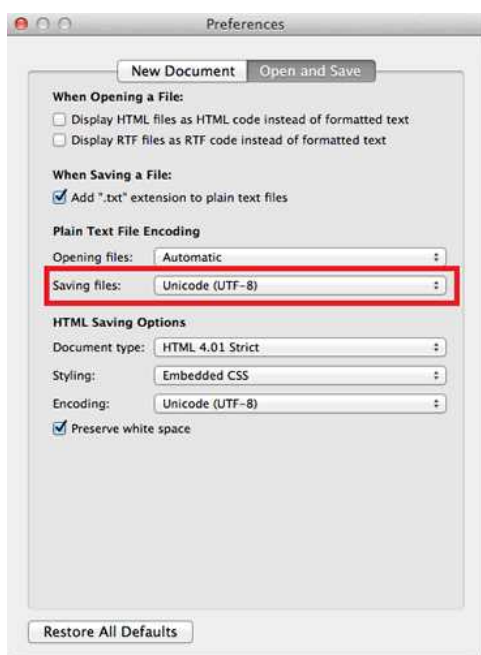 Preferences
New Document Open and Save
When Opening a File:
Display HTML files as HTML code instead of formatted text
Display RTF files as RTF code instead of formatted text
When Saving a File:
Add ".txt" extension to plain text files
Plain Text File Encoding
Opening files: Automatic
Saving files: Unicode (UTF-8)
HTML Saving Options
Document type: HTML 4.01 Strict
Styling: Embedded CSS
Encoding: Unicode (UTF-8)
Preserve white space
Restore All Defaults